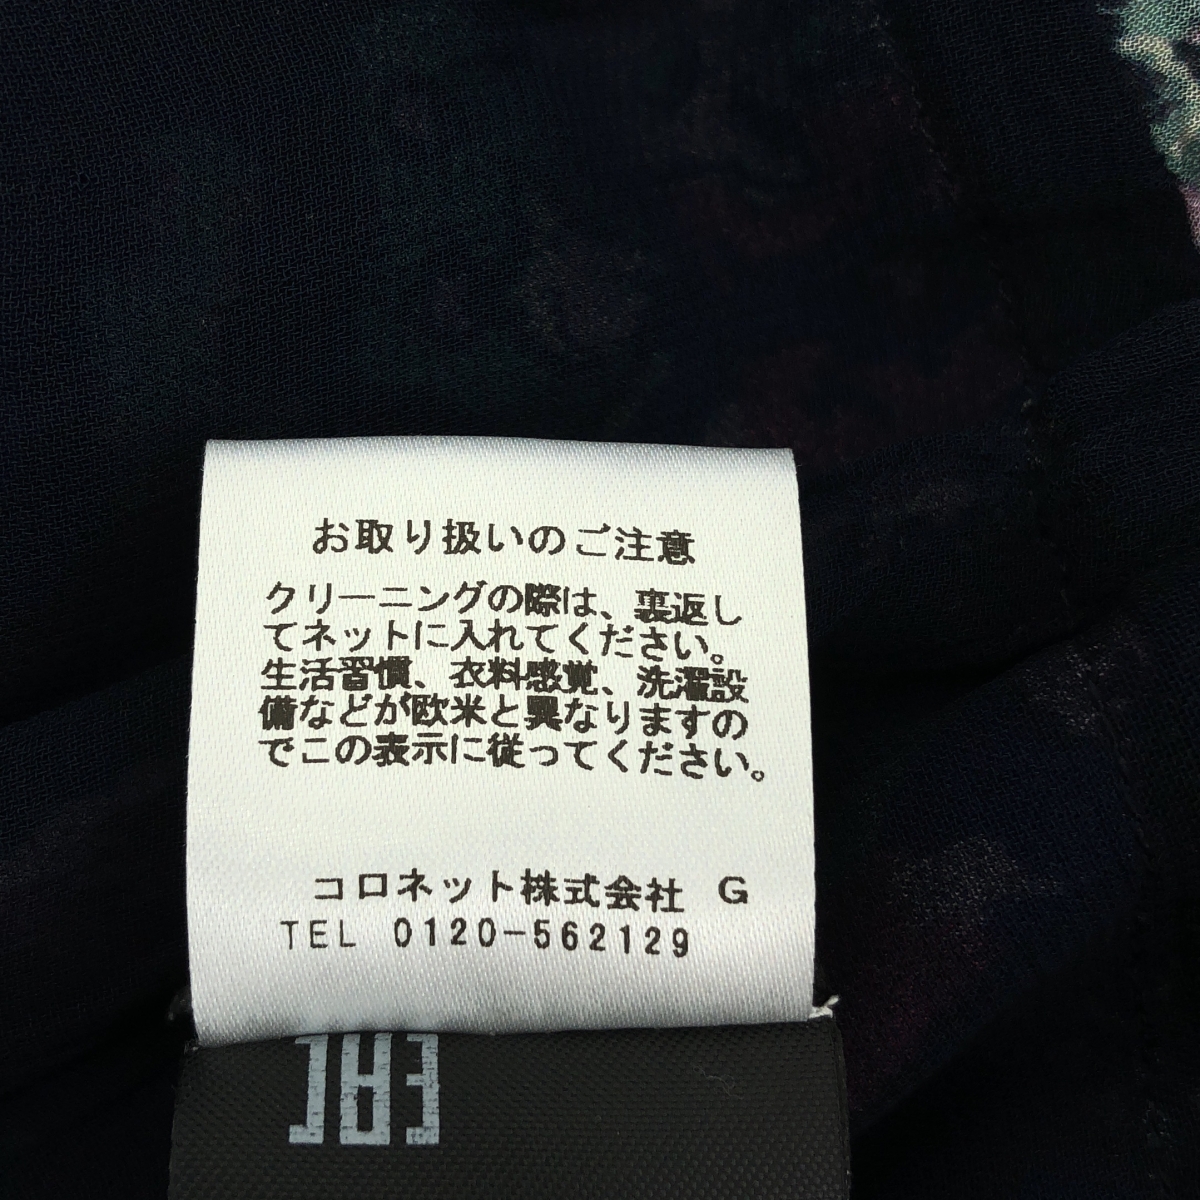 お取り扱いのご注意
クリーニングの際は、裏返し
てネットに入れてください。
生活習慣、衣料感覚、洗濯設
備などが欧米と異なりますの
でこの表示に従ってください。
コロネット株式会社 G
TEL 0120-562129
EAC